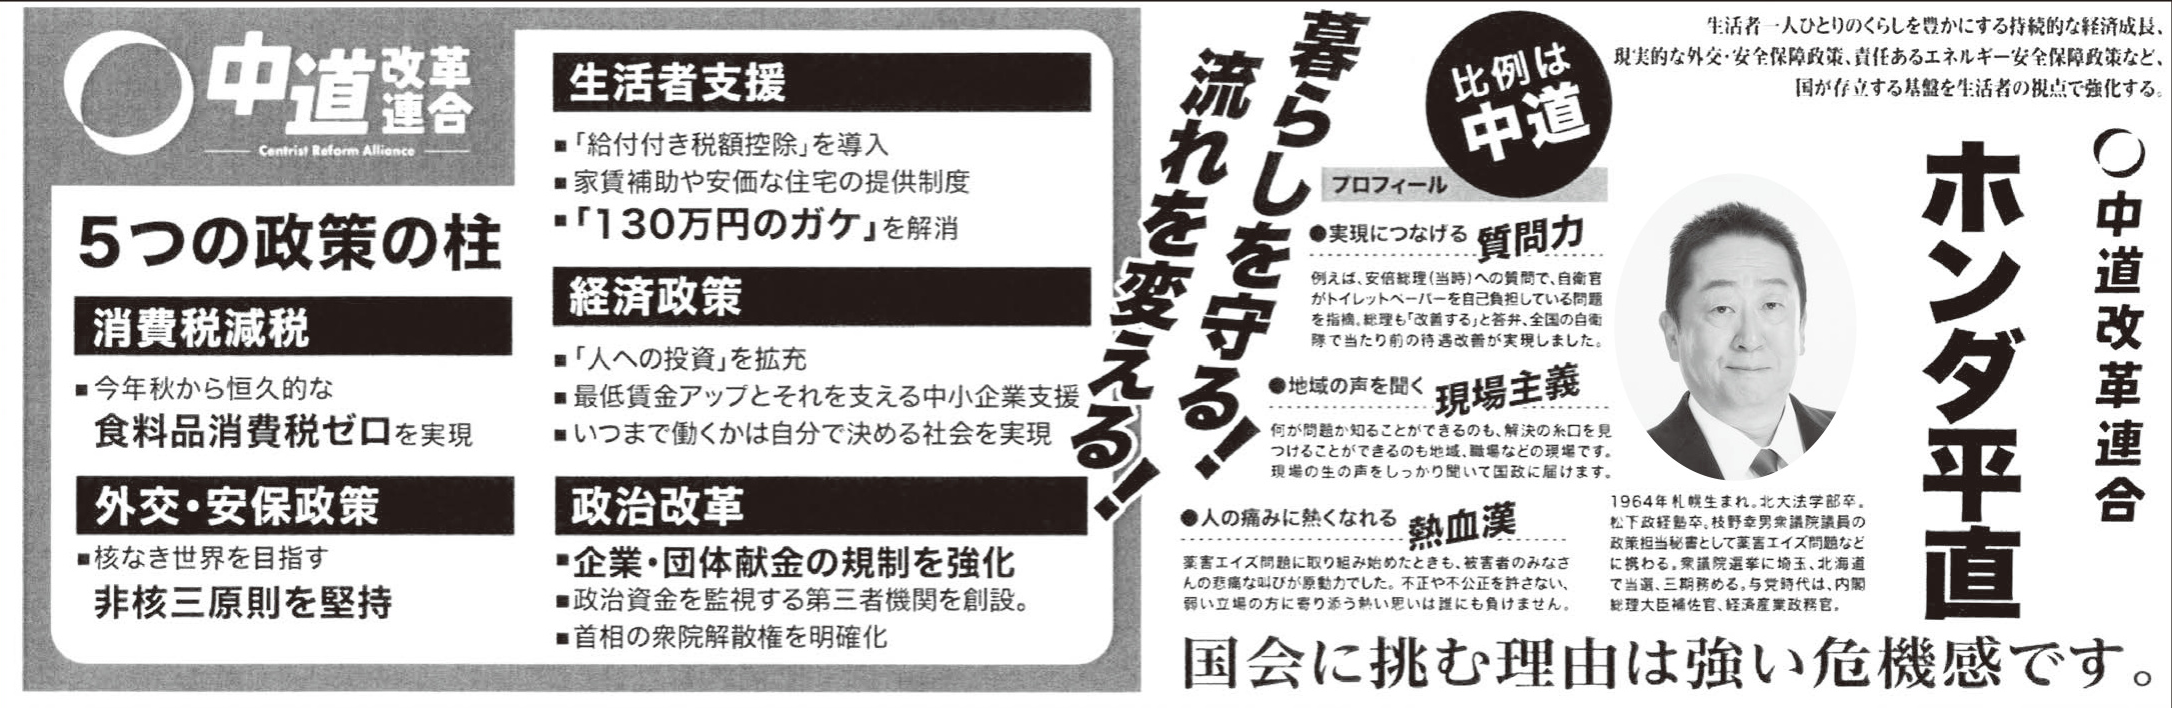 中道改革連合
Centrist Reform Alliance
5つの政策の柱
消費税減税
■今年秋から恒久的な
食料品消費税ゼロを実現
外交・安保政策
■核なき世界を目指す
非核三原則を堅持
生活者支援
■「給付付き税額控除」を導入
■家賃補助や安価な住宅の提供制度
■「130万円のガケ」を解消
経済政策
■「人への投資」を拡充
■最低賃金アップとそれを支える中小企業支援
■いつまで働くかは自分で決める社会を実現
政治改革
■企業・団体献金の規制を強化
■政治資金を監視する第三者機関を創設。
■首相の衆院解散権を明確化
暮らしを守る!
流れを変える!
比例は
中道
生活者一人ひとりのくらしを豊かにする持続的な経済成長、
現実的な外交・安全保障政策、責任あるエネルギー安全保障政策など、
国が存立する基盤を生活者の視点で強化する。
中道改革連合
ホンダ平直
プロフィール
●実現につなげる 質問力
例えば、安倍総理(当時)への質問で、自衛官
がトイレットペーパーを自己負担している問題
を指摘。総理も「改善する」と答弁、全国の自衛
隊で当たり前の待遇改善が実現しました。
●地域の声を聞く 現場主義
何が問題か知ることができるのも、解決の糸口を見
つけることができるのも地域、職場などの現場です。
現場の生の声をしっかり聞いて国政に届けます。
●人の痛みに熱くなれる 熱血漢
薬害エイズ問題に取り組み始めたときも、被害者のみなさ
んの悲痛な叫びが原動力でした。不正や不公正を許さない、
弱い立場の方に寄り添う熱い思いは誰にも負けません。
1964年札幌生まれ。北大法学部卒。
松下政経塾卒。枝野幸男衆議院議員の
政策担当秘書として薬害エイズ問題など
に携わる。衆議院選挙に埼玉、北海道
で当選、三期務める。与党時代は、内閣
総理大臣補佐官、経済産業政務官。
国会に挑む理由は強い危機感です。